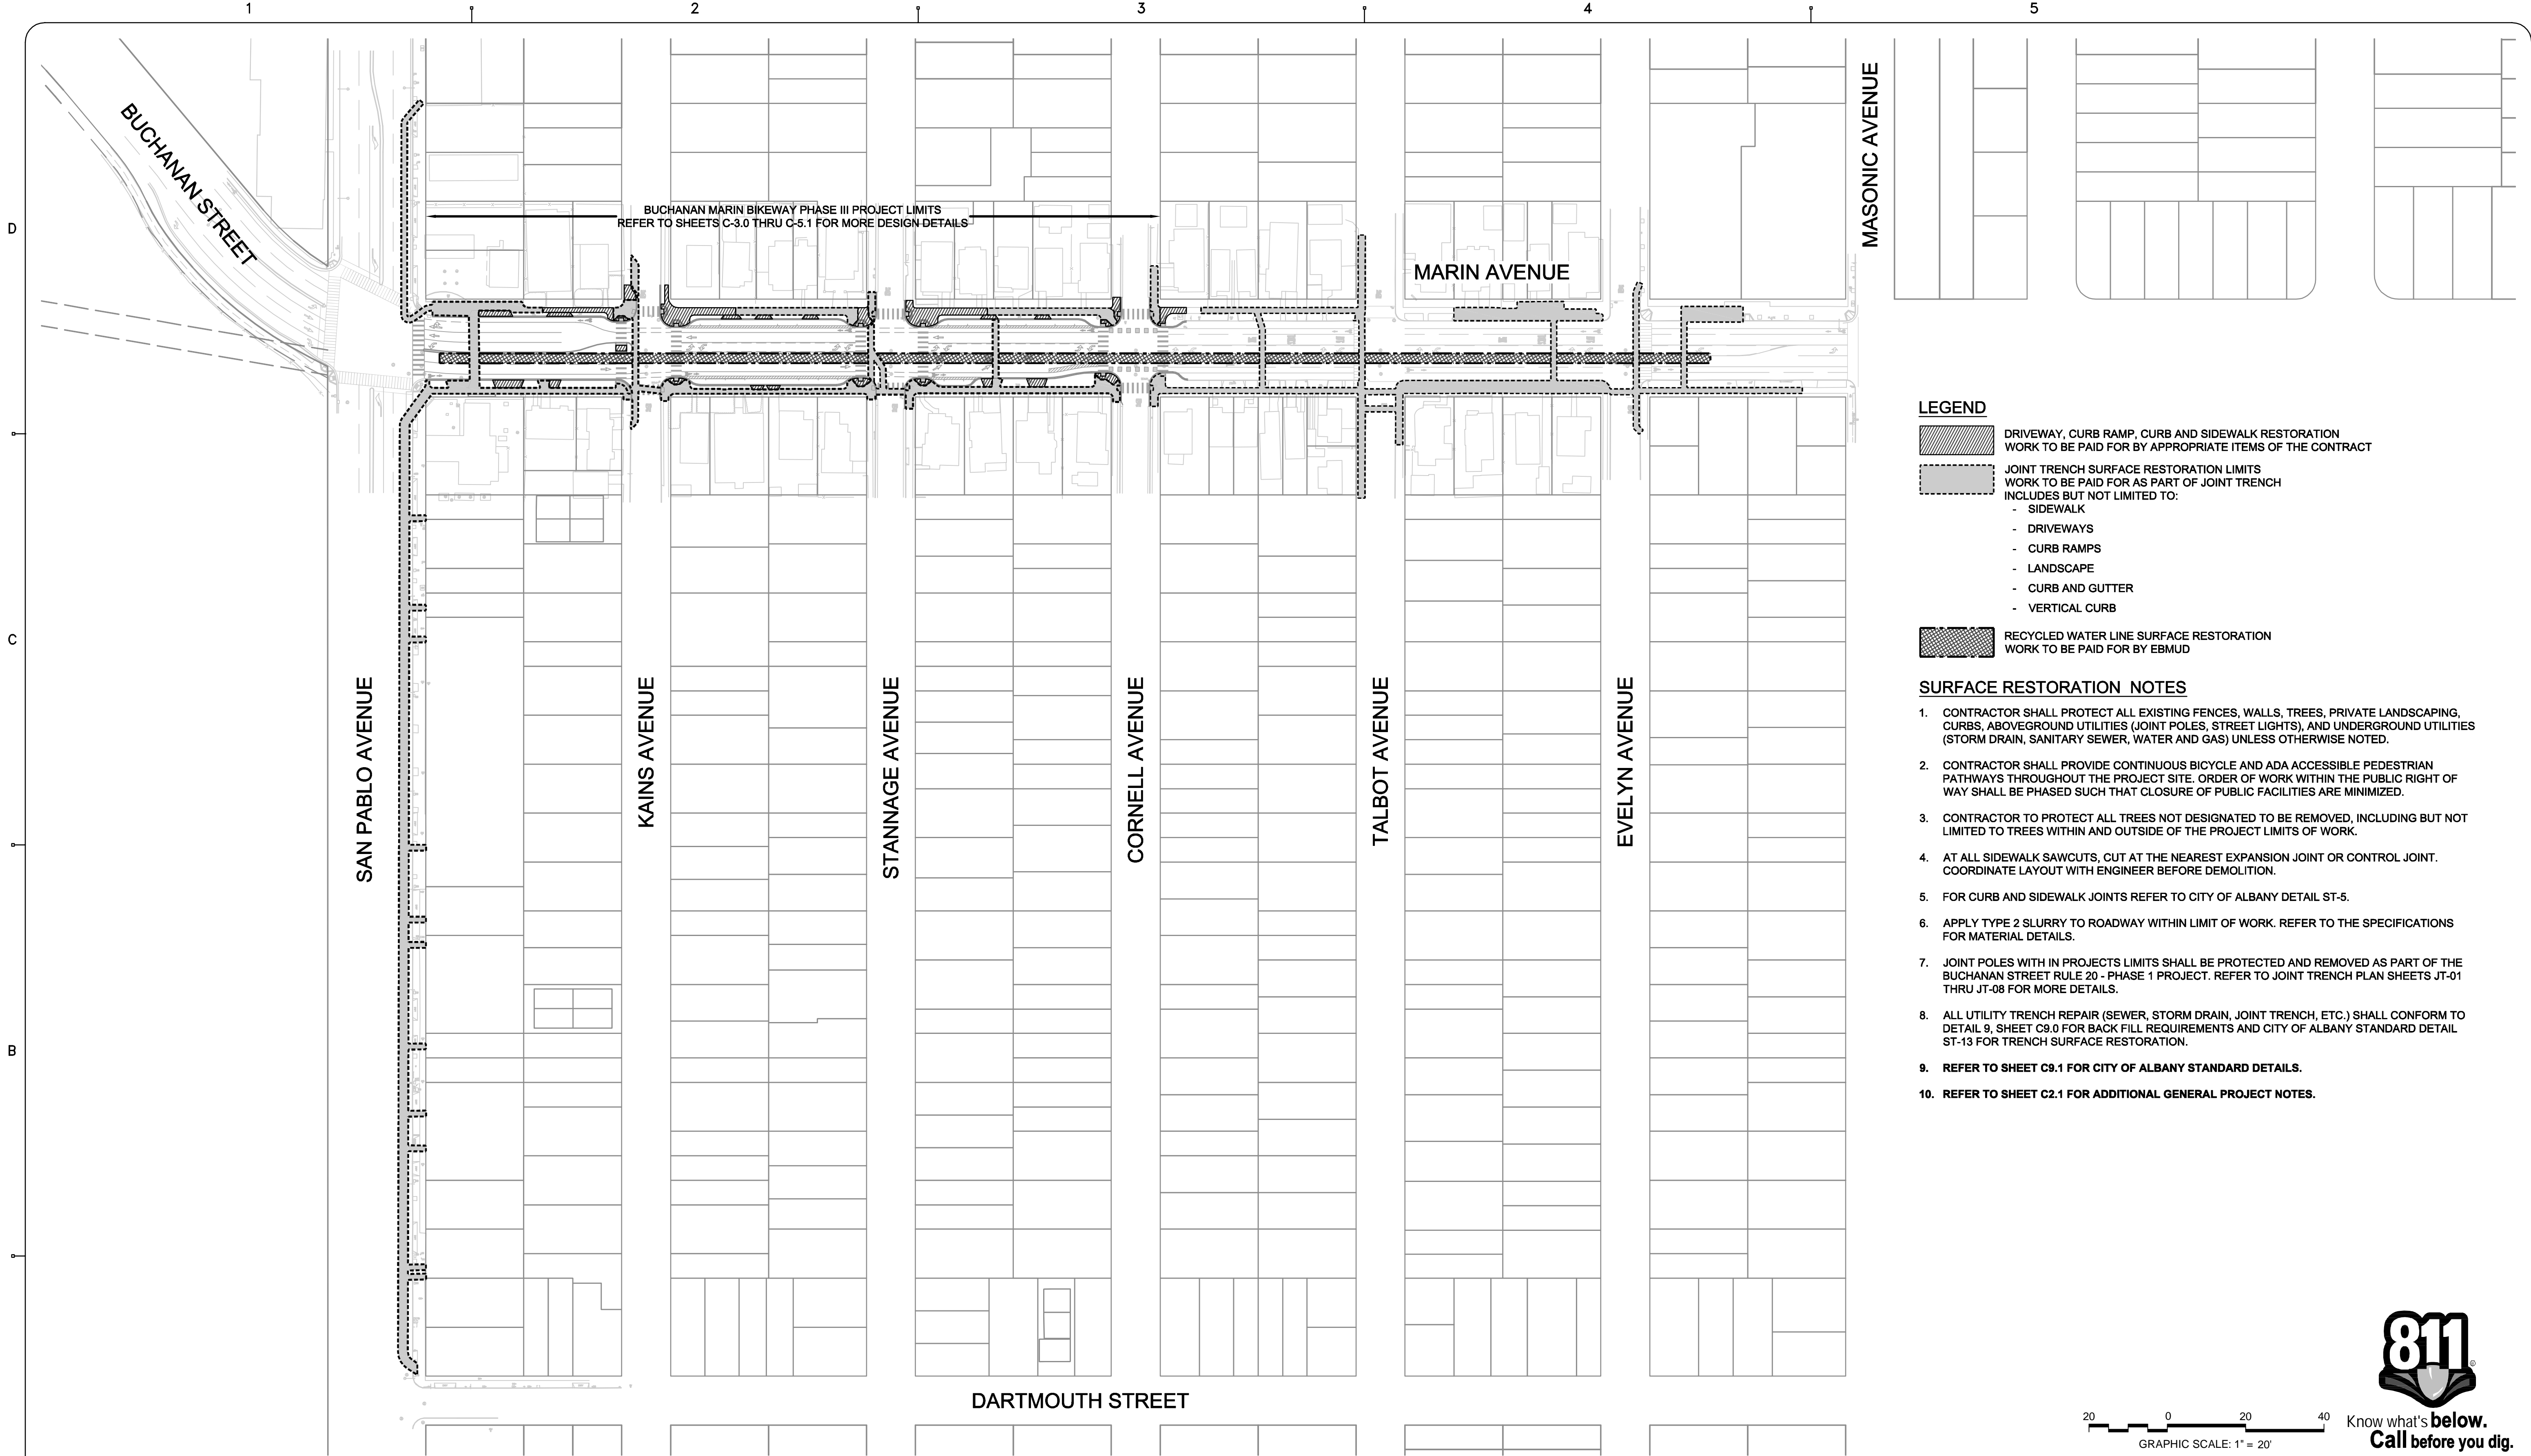 1 2 3 4 5
D
C
B
BUCHANAN STREET
MASONIC AVENUE
BUCHANAN MARIN BIKEWAY PHASE III PROJECT LIMITS
REFER TO SHEETS C-3.0 THRU C-5.1 FOR MORE DESIGN DETAILS
MARIN AVENUE
SAN PABLO AVENUE
KAINS AVENUE
STANNAGE AVENUE
CORNELL AVENUE
TALBOT AVENUE
EVELYN AVENUE
DARTMOUTH STREET
LEGEND
DRIVEWAY, CURB RAMP, CURB AND SIDEWALK RESTORATION
WORK TO BE PAID FOR BY APPROPRIATE ITEMS OF THE CONTRACT
JOINT TRENCH SURFACE RESTORATION LIMITS
WORK TO BE PAID FOR AS PART OF JOINT TRENCH
INCLUDES BUT NOT LIMITED TO:
- SIDEWALK
- DRIVEWAYS
- CURB RAMPS
- LANDSCAPE
- CURB AND GUTTER
- VERTICAL CURB
RECYCLED WATER LINE SURFACE RESTORATION
WORK TO BE PAID FOR BY EBMUD
SURFACE RESTORATION NOTES
1. CONTRACTOR SHALL PROTECT ALL EXISTING FENCES, WALLS, TREES, PRIVATE LANDSCAPING,
CURBS, ABOVEGROUND UTILITIES (JOINT POLES, STREET LIGHTS), AND UNDERGROUND UTILITIES
(STORM DRAIN, SANITARY SEWER, WATER AND GAS) UNLESS OTHERWISE NOTED.
2. CONTRACTOR SHALL PROVIDE CONTINUOUS BICYCLE AND ADA ACCESSIBLE PEDESTRIAN
PATHWAYS THROUGHOUT THE PROJECT SITE. ORDER OF WORK WITHIN THE PUBLIC RIGHT OF
WAY SHALL BE PHASED SUCH THAT CLOSURE OF PUBLIC FACILITIES ARE MINIMIZED.
3. CONTRACTOR TO PROTECT ALL TREES NOT DESIGNATED TO BE REMOVED, INCLUDING BUT NOT
LIMITED TO TREES WITHIN AND OUTSIDE OF THE PROJECT LIMITS OF WORK.
4. AT ALL SIDEWALK SAWCUTS, CUT AT THE NEAREST EXPANSION JOINT OR CONTROL JOINT.
COORDINATE LAYOUT WITH ENGINEER BEFORE DEMOLITION.
5. FOR CURB AND SIDEWALK JOINTS REFER TO CITY OF ALBANY DETAIL ST-5.
6. APPLY TYPE 2 SLURRY TO ROADWAY WITHIN LIMIT OF WORK. REFER TO THE SPECIFICATIONS
FOR MATERIAL DETAILS.
7. JOINT POLES WITH IN PROJECTS LIMITS SHALL BE PROTECTED AND REMOVED AS PART OF THE
BUCHANAN STREET RULE 20 - PHASE 1 PROJECT. REFER TO JOINT TRENCH PLAN SHEETS JT-01
THRU JT-08 FOR MORE DETAILS.
8. ALL UTILITY TRENCH REPAIR (SEWER, STORM DRAIN, JOINT TRENCH, ETC.) SHALL CONFORM TO
DETAIL 9, SHEET C9.0 FOR BACK FILL REQUIREMENTS AND CITY OF ALBANY STANDARD DETAIL
ST-13 FOR TRENCH SURFACE RESTORATION.
9. REFER TO SHEET C9.1 FOR CITY OF ALBANY STANDARD DETAILS.
10. REFER TO SHEET C2.1 FOR ADDITIONAL GENERAL PROJECT NOTES.
811
®
Know what's below.
Call before you dig.
20 0 20 40
GRAPHIC SCALE: 1" = 20'